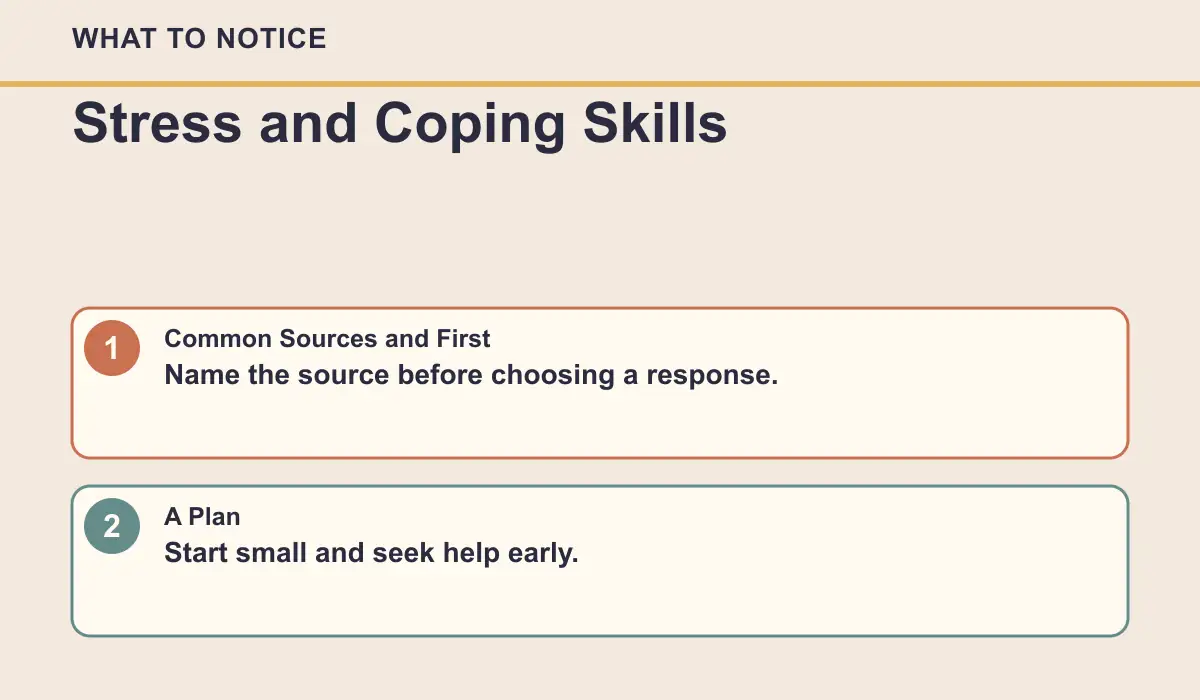 WHAT TO NOTICE
Stress and Coping Skills
1
Common Sources and First
Name the source before choosing a response.
2
A Plan
Start small and seek help early.